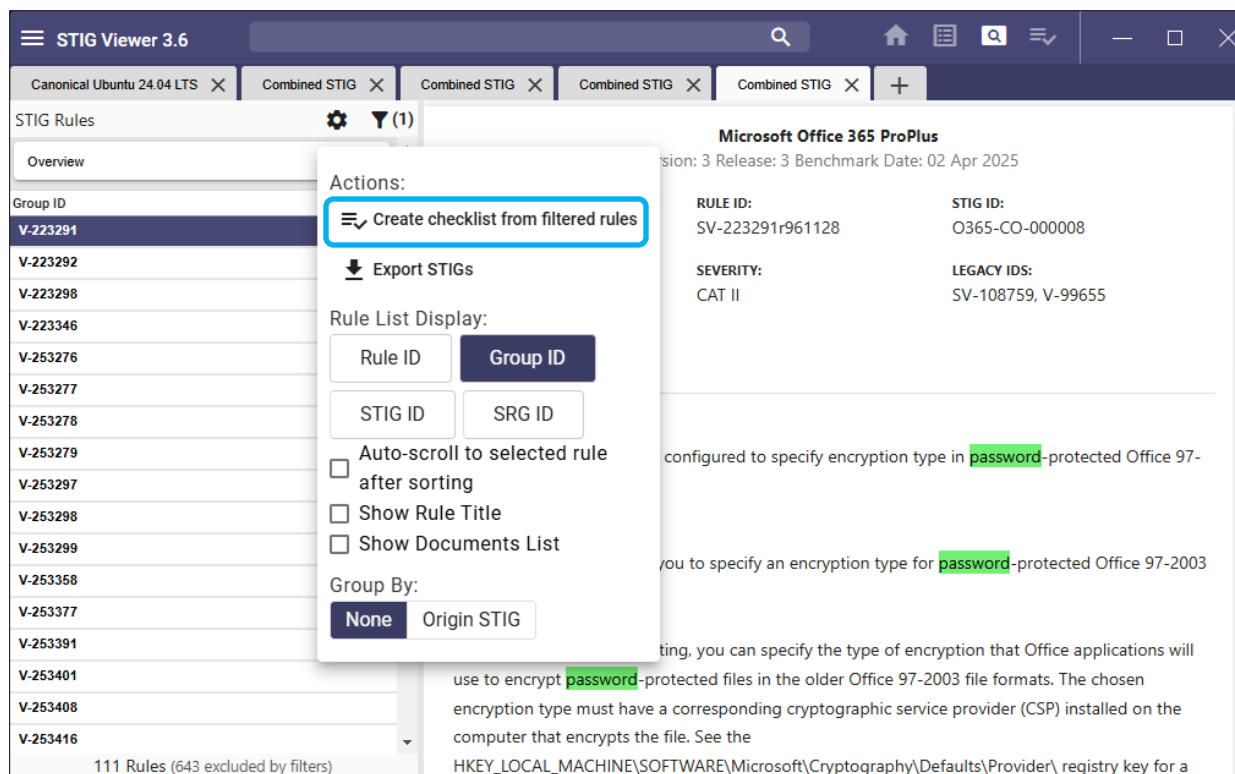 STIG Viewer 3.6
Canonical Ubuntu 24.04 LTS
Combined STIG
Combined STIG
Combined STIG
Combined STIG
STIG Rules
(1)
Overview
Group ID
V-223291
V-223292
V-223298
V-223346
V-253276
V-253277
V-253278
V-253279
V-253297
V-253298
V-253299
V-253358
V-253377
V-253391
V-253401
V-253408
V-253416
111 Rules (643 excluded by filters)
Actions:
Create checklist from filtered rules
Export STIGs
Rule List Display:
Rule ID
Group ID
STIG ID
SRG ID
Auto-scroll to selected rule
after sorting
Show Rule Title
Show Documents List
Group By:
None
Origin STIG
Microsoft Office 365 ProPlus
rsion: 3 Release: 3 Benchmark Date: 02 Apr 2025
RULE ID:
SV-223291r961128
STIG ID:
O365-CO-000008
SEVERITY:
CAT II
LEGACY IDS:
SV-108759, V-99655
configured to specify encryption type in password-protected Office 97-
you to specify an encryption type for password-protected Office 97-2003
ting, you can specify the type of encryption that Office applications will
use to encrypt password-protected files in the older Office 97-2003 file formats. The chosen
encryption type must have a corresponding cryptographic service provider (CSP) installed on the
computer that encrypts the file. See the
HKEY_LOCAL_MACHINE\SOFTWARE\Microsoft\Cryptography\Defaults\Provider\ registry key for a